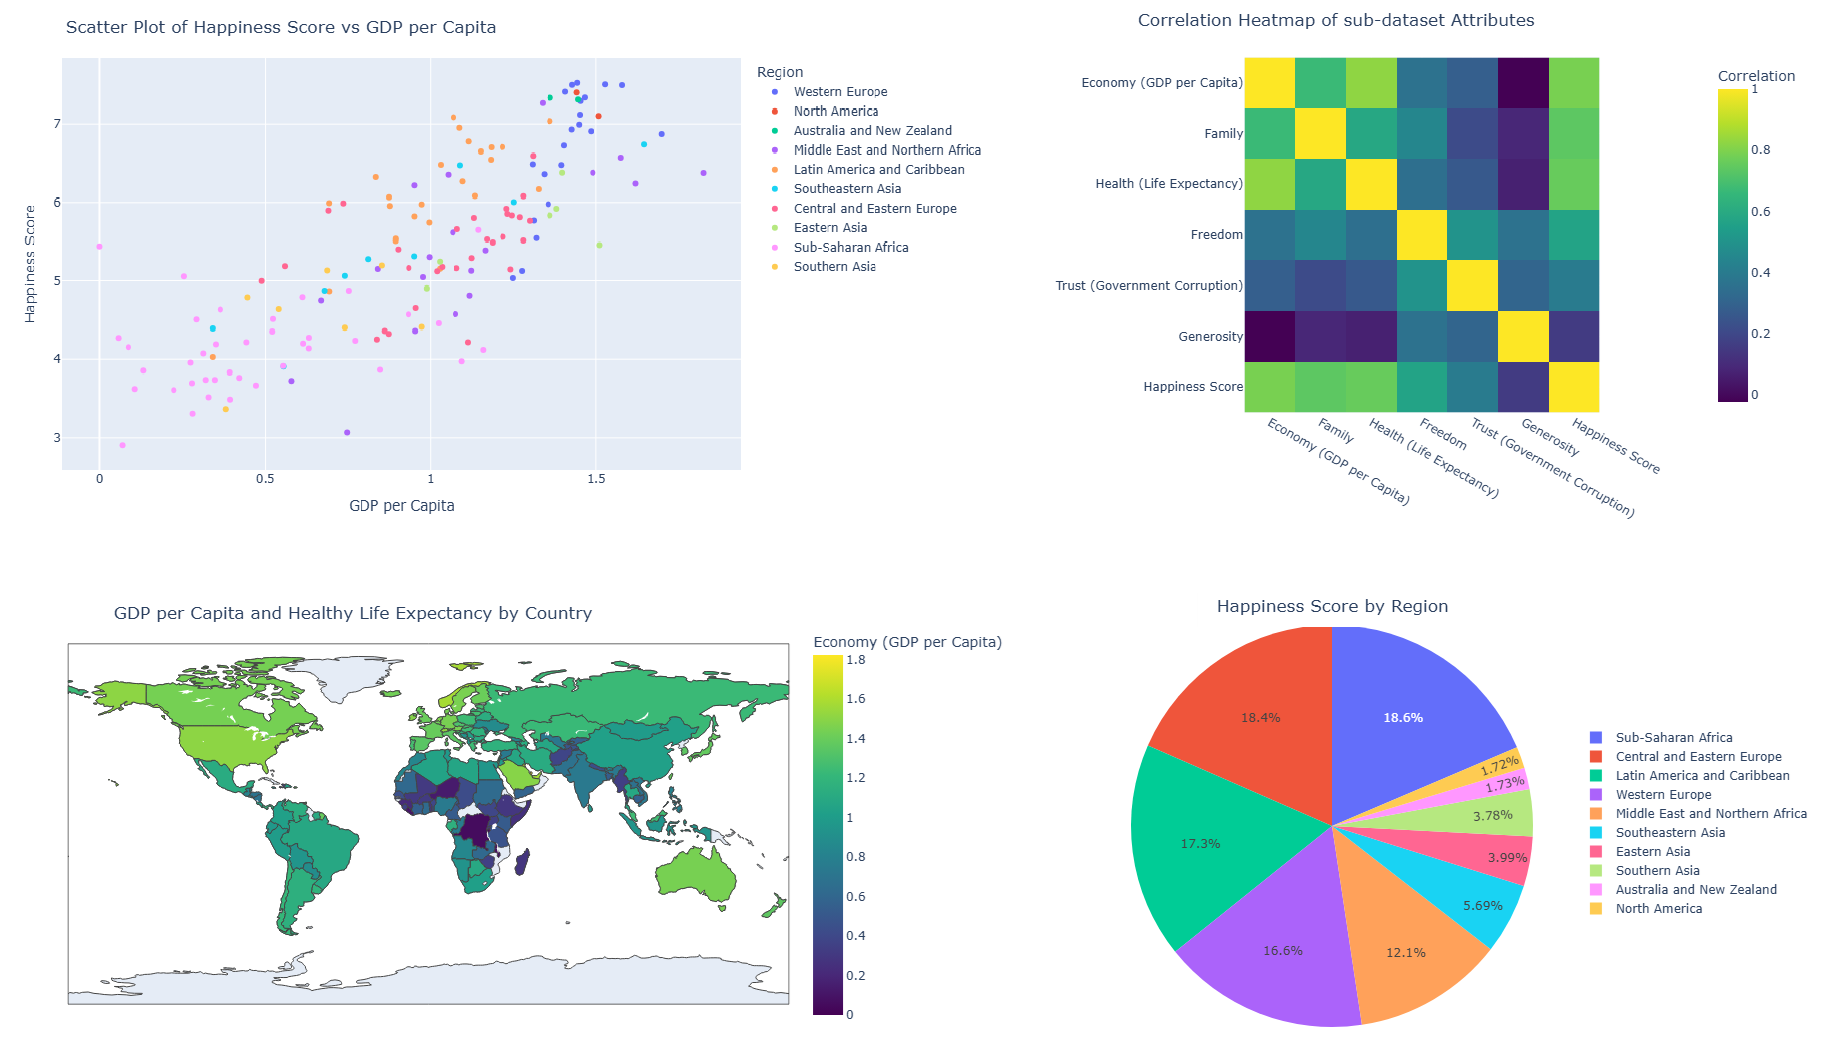 Scatter Plot of Happiness Score vs GDP per Capita
Happiness Score
7
6
5
4
3
0
0.5
1
1.5
GDP per Capita
Region
Western Europe
North America
Australia and New Zealand
Middle East and Northern Africa
Latin America and Caribbean
Southeastern Asia
Central and Eastern Europe
Eastern Asia
Sub-Saharan Africa
Southern Asia
Correlation Heatmap of sub-dataset Attributes
Economy (GDP per Capita)
Family
Health (Life Expectancy)
Freedom
Trust (Government Corruption)
Generosity
Happiness Score
Economy (GDP per Capita)
Family
Health (Life Expectancy)
Freedom
Trust (Government Corruption)
Generosity
Happiness Score
Correlation
1
0.8
0.6
0.4
0.2
0
GDP per Capita and Healthy Life Expectancy by Country
Economy (GDP per Capita)
1.8
1.6
1.4
1.2
1
0.8
0.6
0.4
0.2
0
Happiness Score by Region
18.4%
18.6%
1.72%
1.73%
3.78%
3.99%
5.69%
12.1%
16.6%
17.3%
Sub-Saharan Africa
Central and Eastern Europe
Latin America and Caribbean
Western Europe
Middle East and Northern Africa
Southeastern Asia
Eastern Asia
Southern Asia
Australia and New Zealand
North America